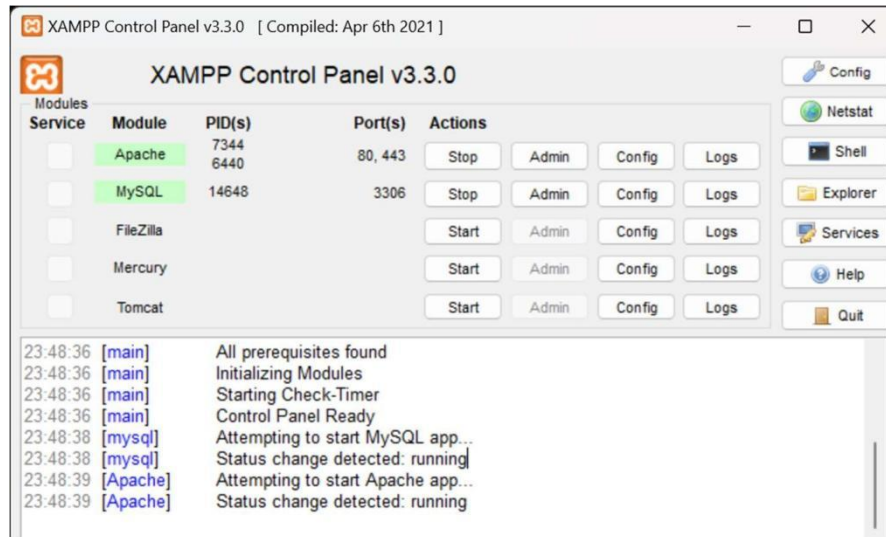 XAMPP Control Panel v3.3.0 [ Compiled: Apr 6th 2021 ]
XAMPP Control Panel v3.3.0
Config
Modules
Service Module PID(s) Port(s) Actions
Netstat
Apache 7344 6440 80, 443 Stop Admin Config Logs
Shell
MySQL 14648 3306 Stop Admin Config Logs
Explorer
FileZilla Start Admin Config Logs
Services
Mercury Start Admin Config Logs
Help
Tomcat Start Admin Config Logs
Quit
23:48:36 [main] All prerequisites found
23:48:36 [main] Initializing Modules
23:48:36 [main] Starting Check-Timer
23:48:36 [main] Control Panel Ready
23:48:38 [mysql] Attempting to start MySQL app...
23:48:38 [mysql] Status change detected: running
23:48:39 [Apache] Attempting to start Apache app...
23:48:39 [Apache] Status change detected: running